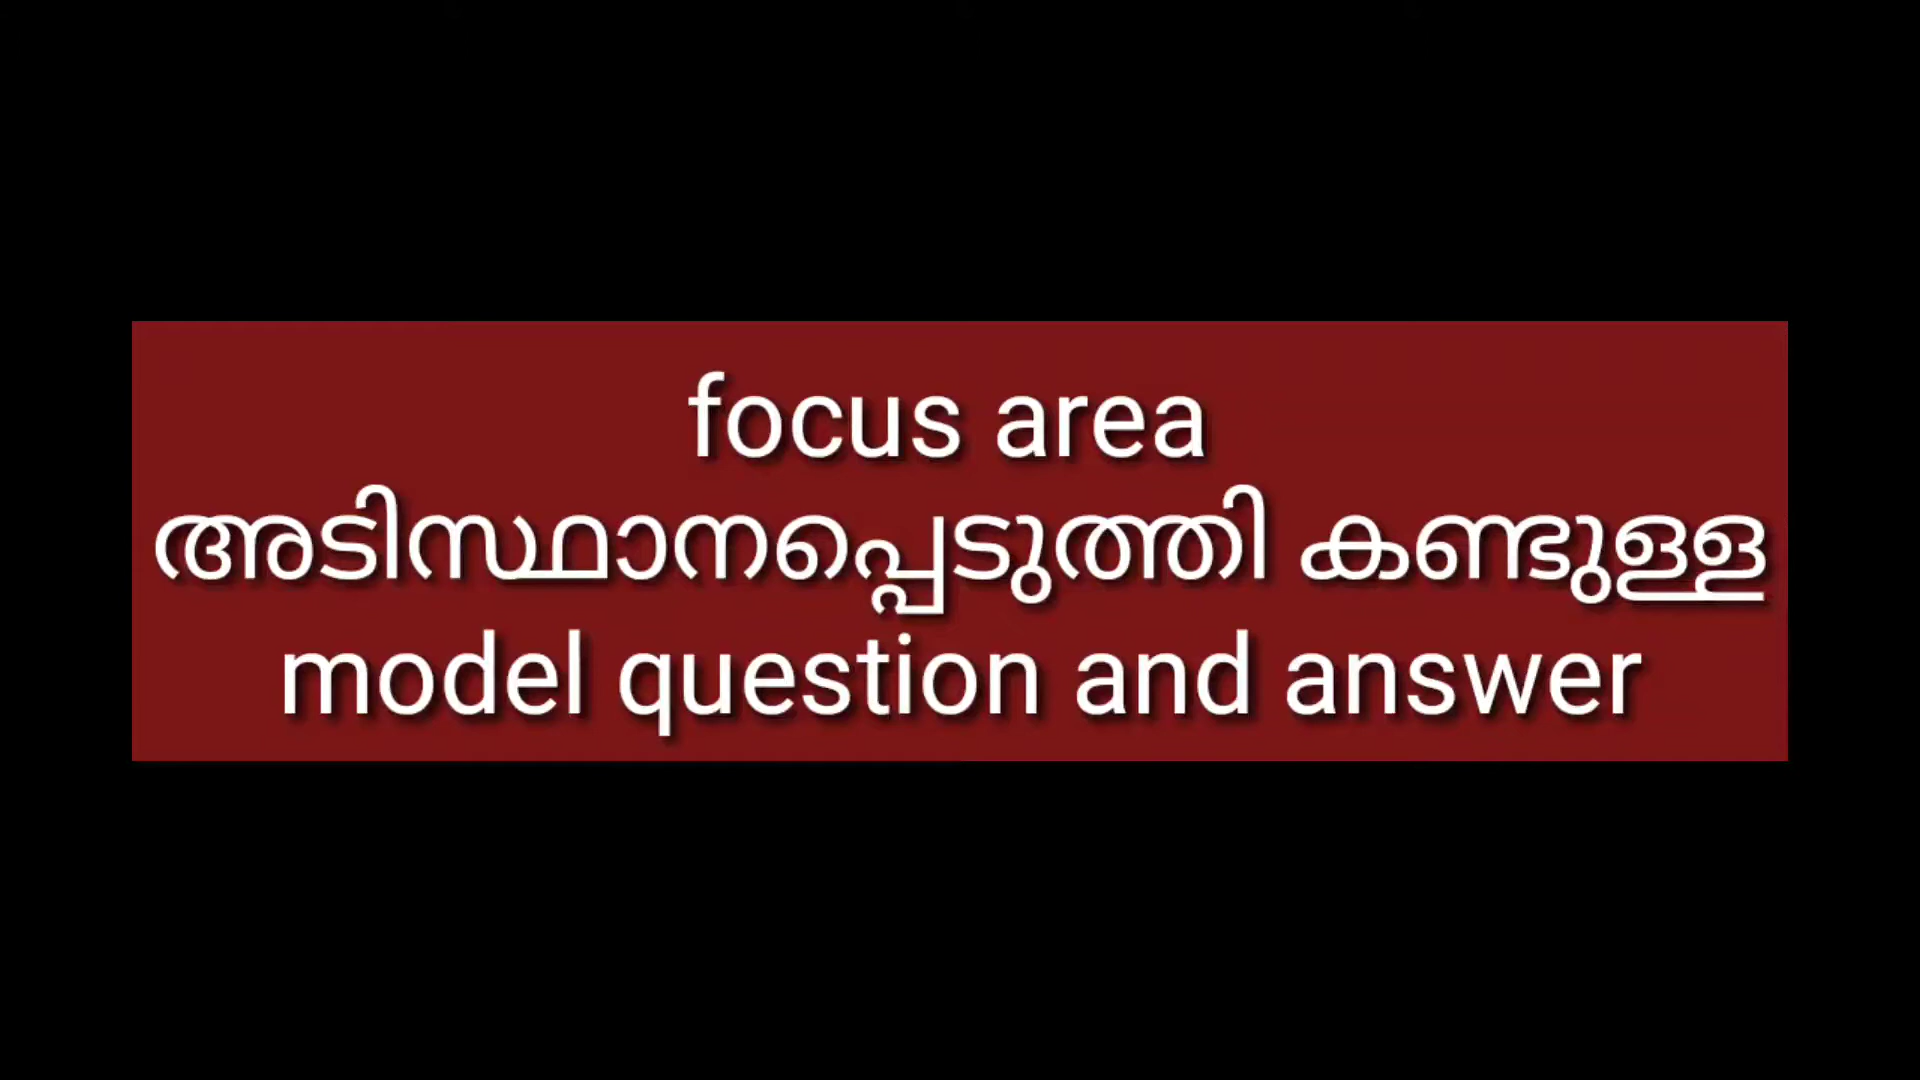 focus area
അടിസ്ഥാനപ്പെടുത്തി കണ്ടുള്ള
model question and answer